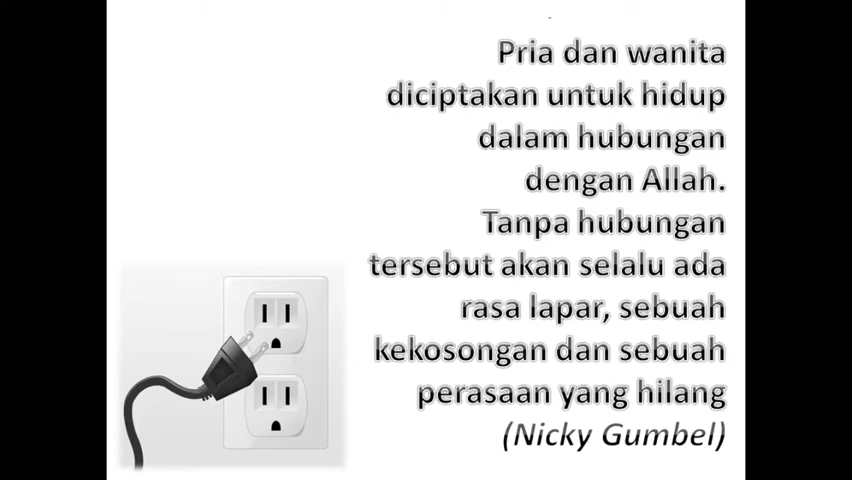 Pria dan wanita
diciptakan untuk hidup
dalam hubungan
dengan Allah.
Tanpa hubungan
tersebut akan selalu ada
rasa lapar, sebuah
kekosongan dan sebuah
perasaan yang hilang
(Nicky Gumbel)